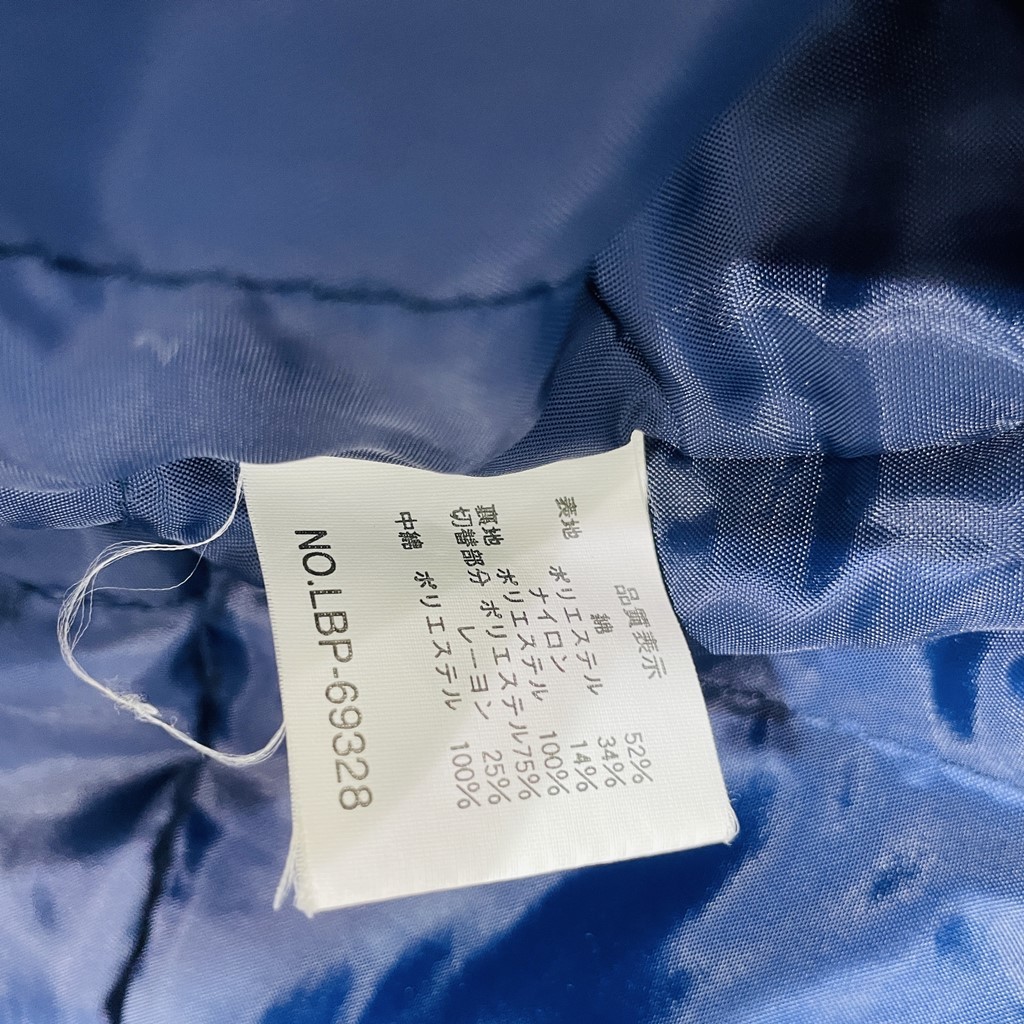 品質表示
表地 綿 52%
ポリエステル 34%
ナイロン 14%
裏地 ポリエステル 100%
切替部分 ポリエステル75%
レーヨン 25%
中綿 ポリエステル 100%
NO.LBP-69328